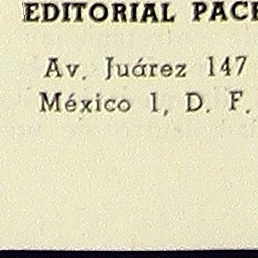 EDITORIAL PAC
Av. Juárez 147
México 1, D. F.